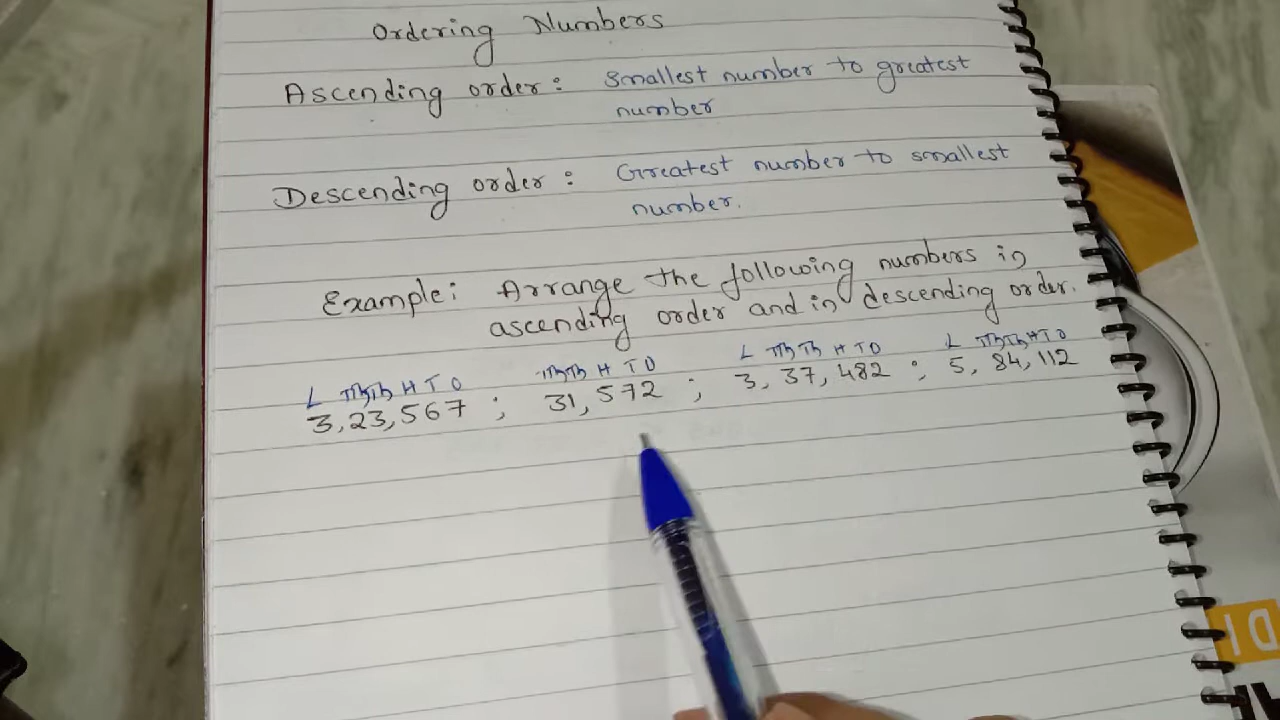 Ordering Numbers
Ascending order: Smallest number to greatest
number
Descending order: Greatest number to smallest
number.
Example: Arrange the following numbers in
ascending order and in descending order.
L TTh Th H T O TTh Th H T O L TTh Th H T O L TTh Th H T O
3,23,567 ; 31,572 ; 3,37,482 ; 5,84,112
DI